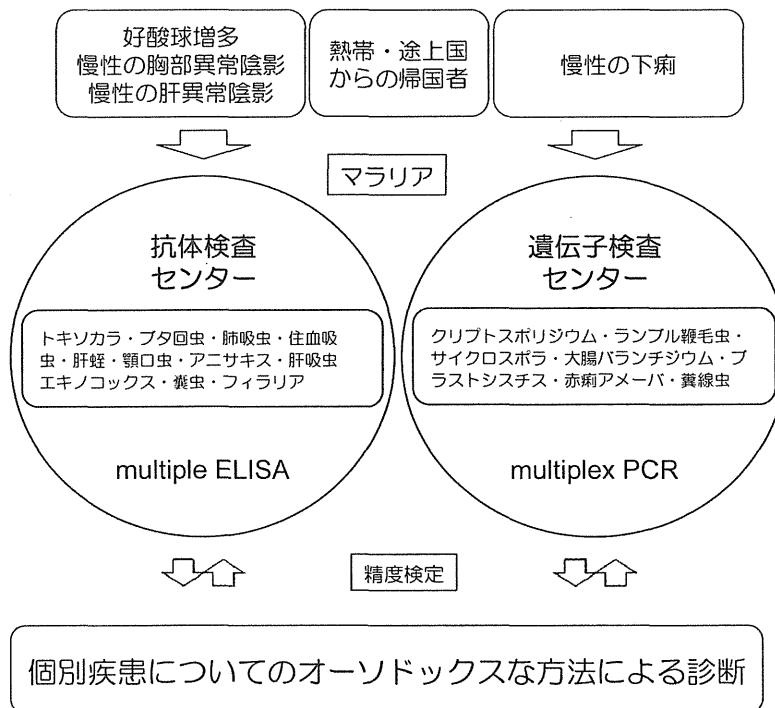 好酸球増多
慢性の胸部異常陰影
慢性の肝異常陰影
熱帯・途上国
からの帰国者
慢性の下痢
マラリア
抗体検査
センター
トキソカラ・ブタ回虫・肺吸虫・住血吸
虫・肝蛭・顎口虫・アニサキス・肝吸虫
エキノコックス・嚢虫・フィラリア
multiple ELISA
遺伝子検査
センター
クリプトスポリジウム・ランブル鞭毛虫・
サイクロスポラ・大腸バランチジウム・ブ
ラストシスチス・赤痢アメーバ・糞線虫
multiplex PCR
精度検定
個別疾患についてのオーソドックスな方法による診断